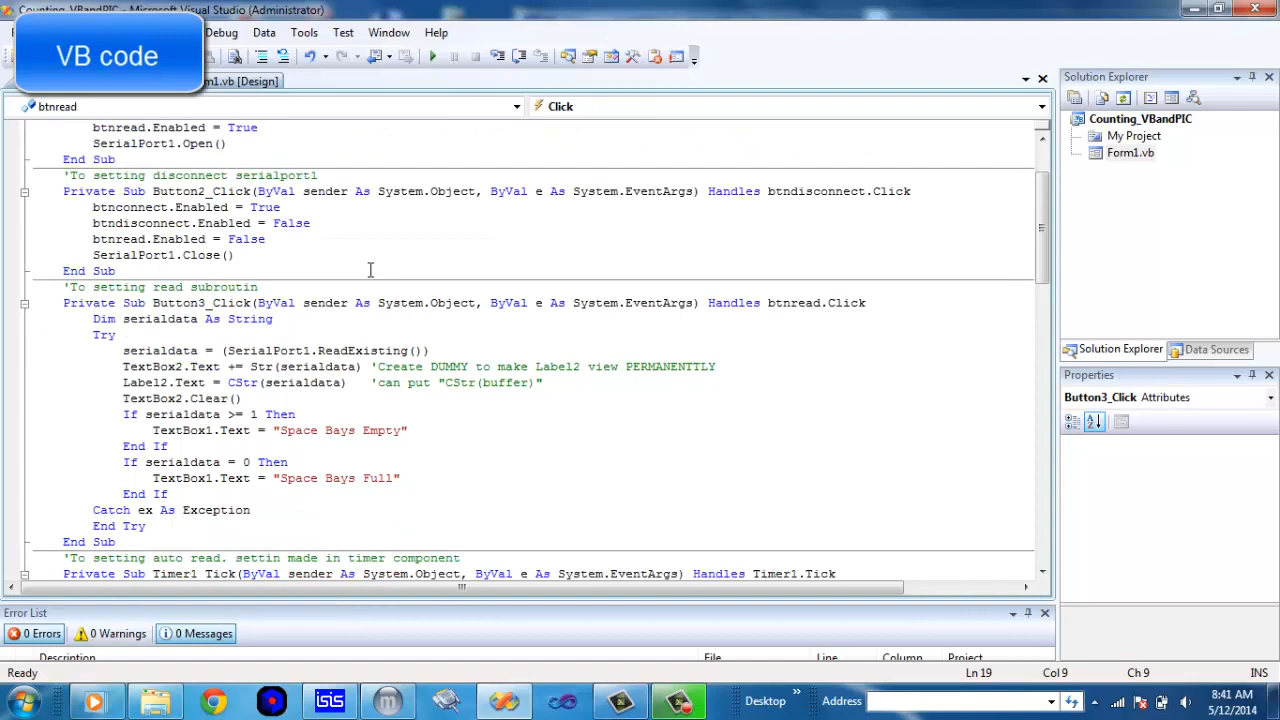 Counting_VBandPIC - Microsoft Visual Studio (Administrator)
VB code
Debug Data Tools Test Window Help
Form1.vb [Design]
btnread
Click
btnread.Enabled = True
SerialPort1.Open()
End Sub
'To setting disconnect serialport1
Private Sub Button2_Click(ByVal sender As System.Object, ByVal e As System.EventArgs) Handles btndisconnect.Click
btnconnect.Enabled = True
btndisconnect.Enabled = False
btnread.Enabled = False
SerialPort1.Close()
End Sub
'To setting read subroutin
Private Sub Button3_Click(ByVal sender As System.Object, ByVal e As System.EventArgs) Handles btnread.Click
Dim serialdata As String
Try
serialdata = (SerialPort1.ReadExisting())
TextBox2.Text += Str(serialdata) 'Create DUMMY to make Label2 view PERMANENTTLY
Label2.Text = CStr(serialdata) 'can put "CStr(buffer)"
TextBox2.Clear()
If serialdata >= 1 Then
TextBox1.Text = "Space Bays Empty"
End If
If serialdata = 0 Then
TextBox1.Text = "Space Bays Full"
End If
Catch ex As Exception
End Try
End Sub
'To setting auto read. settin made in timer component
Private Sub Timer1_Tick(ByVal sender As System.Object, ByVal e As System.EventArgs) Handles Timer1.Tick
Solution Explorer
Counting_VBandPIC
My Project
Form1.vb
Solution Explorer Data Sources
Properties
Button3_Click Attributes
Error List
0 Errors 0 Warnings 0 Messages
Description File Line Column Project
Ready Ln 19 Col 9 Ch 9 INS
isis Desktop Address
8:41 AM
5/12/2014